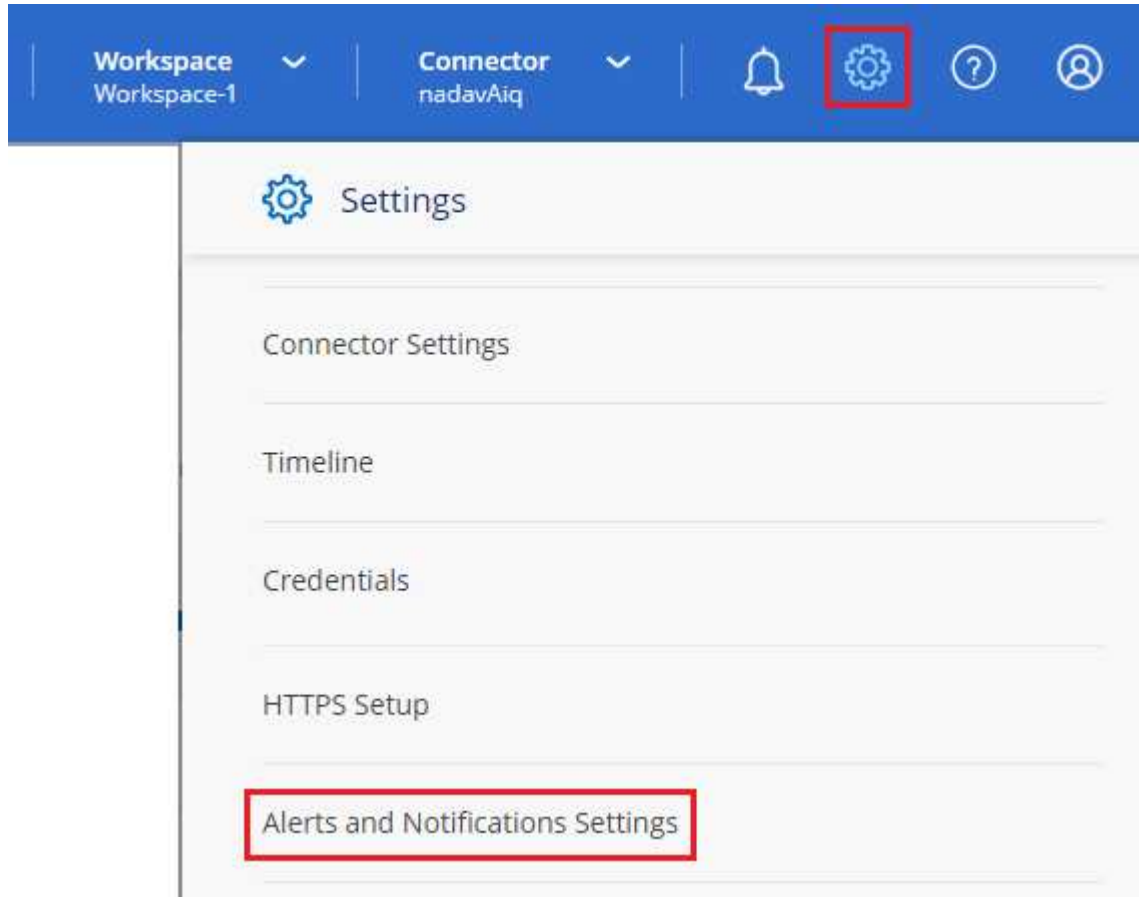 Workspace
Workspace-1
Connector
nadavAiq
Settings
Connector Settings
Timeline
Credentials
HTTPS Setup
Alerts and Notifications Settings